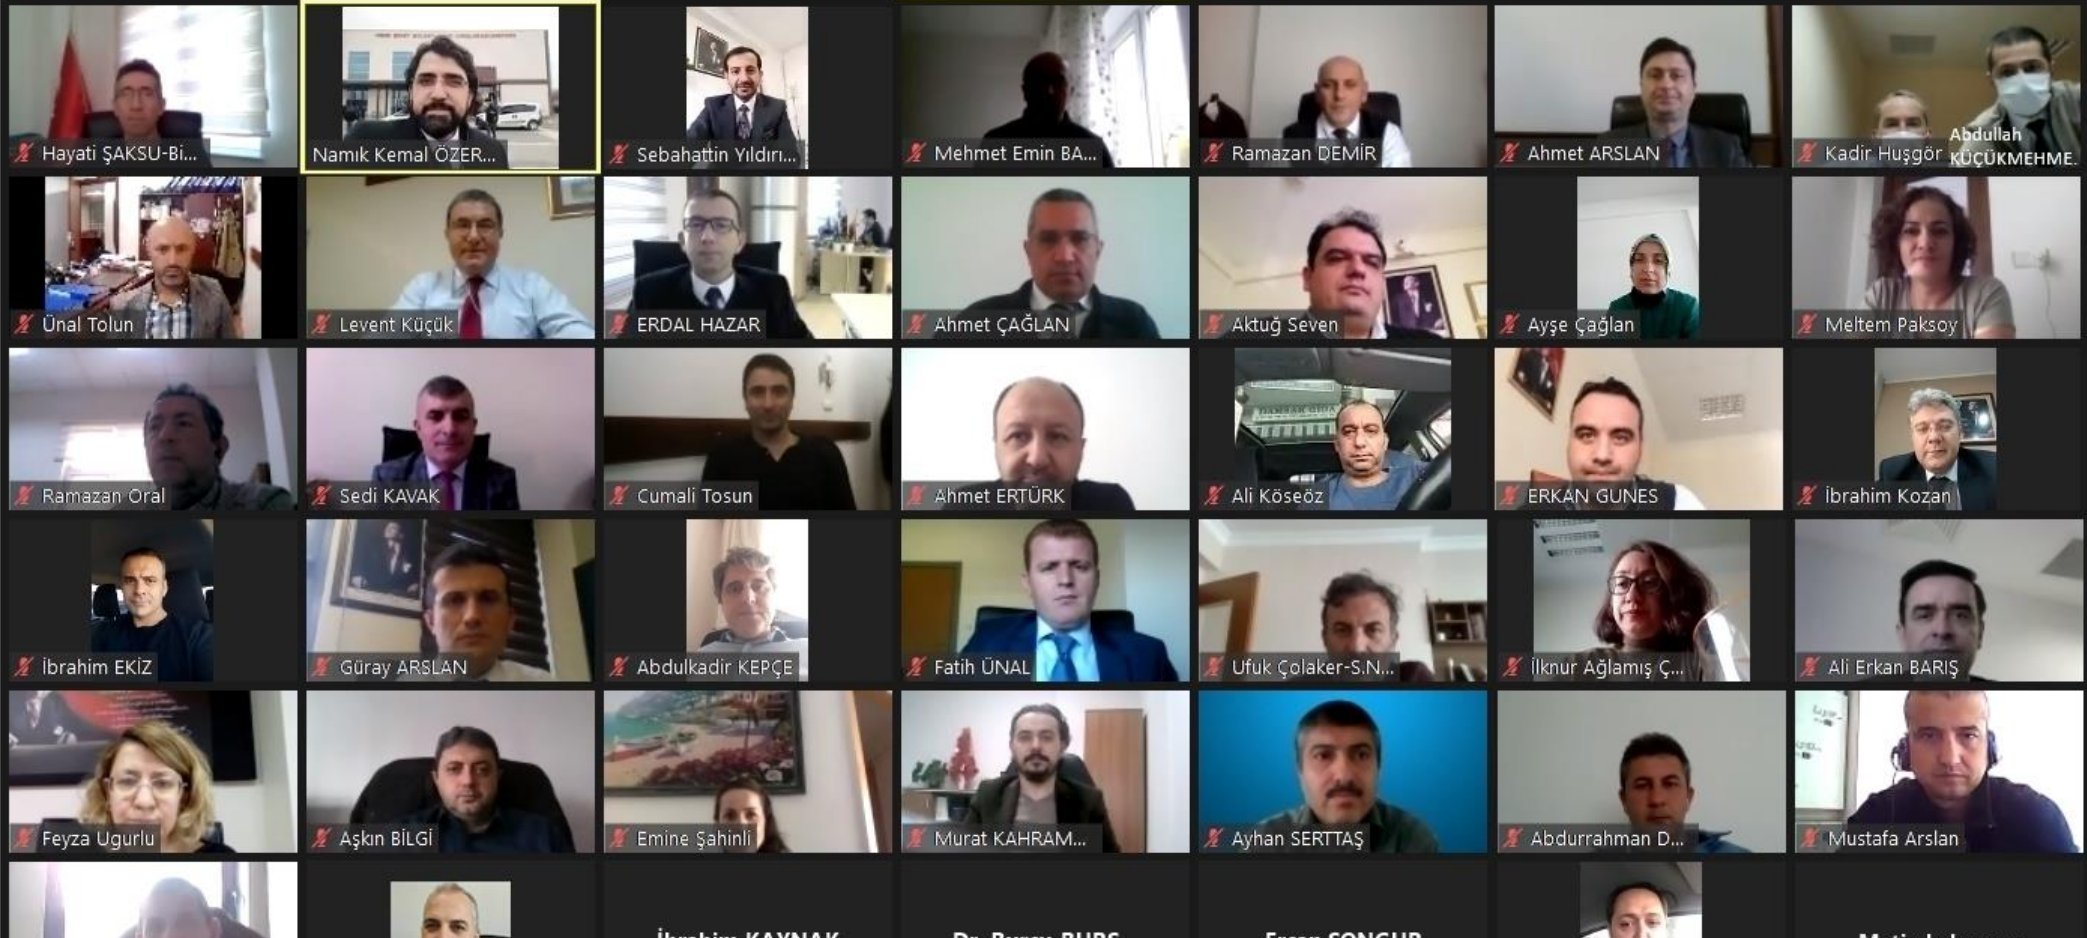 Hayati ŞAKSU-Bi...
Namık Kemal ÖZER...
Sebahattin Yıldırı...
Mehmet Emin BA...
Ramazan DEMİR
Ahmet ARSLAN
Kadir Huşgör
Abdullah
KÜÇÜKMEHME.
Ünal Tolun
Levent Küçük
ERDAL HAZAR
Ahmet ÇAĞLAN
Aktuğ Seven
Ayşe Çağlan
Meltem Paksoy
Ramazan Oral
Sedi KAVAK
Cumali Tosun
Ahmet ERTÜRK
Ali Köseöz
ERKAN GUNES
İbrahim Kozan
İbrahim EKİZ
Güray ARSLAN
Abdulkadir KEPÇE
Fatih ÜNAL
Ufuk Çolaker-S.N...
İlknur Ağlamış Ç...
Ali Erkan BARIŞ
Feyza Ugurlu
Aşkın BİLGİ
Emine Şahinli
Murat KAHRAM...
Ayhan SERTTAŞ
Abdurrahman D...
Mustafa Arslan
İbrahim KAYNAK